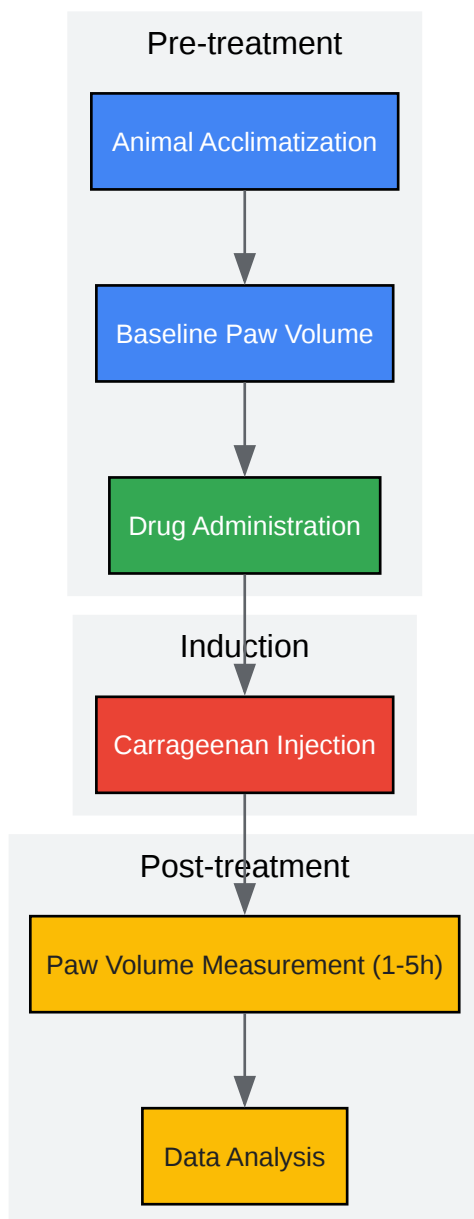 Pre-treatment
Animal Acclimatization
Baseline Paw Volume
Drug Administration
Induction
Carrageenan Injection
Post-treatment
Paw Volume Measurement (1-5h)
Data Analysis